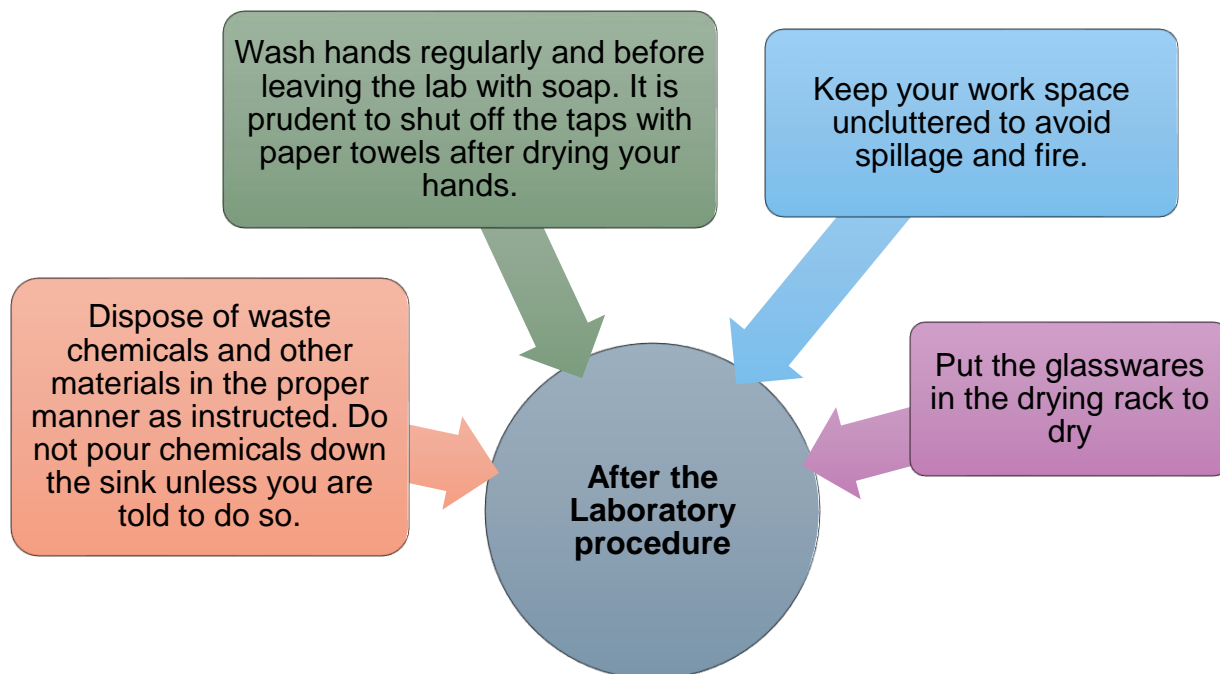 Wash hands regularly and before
leaving the lab with soap. It is
prudent to shut off the taps with
paper towels after drying your
hands.
Keep your work space
uncluttered to avoid
spillage and fire.
Dispose of waste
chemicals and other
materials in the proper
manner as instructed. Do
not pour chemicals down
the sink unless you are
told to do so.
Put the glasswares
in the drying rack to
dry
After the
Laboratory
procedure